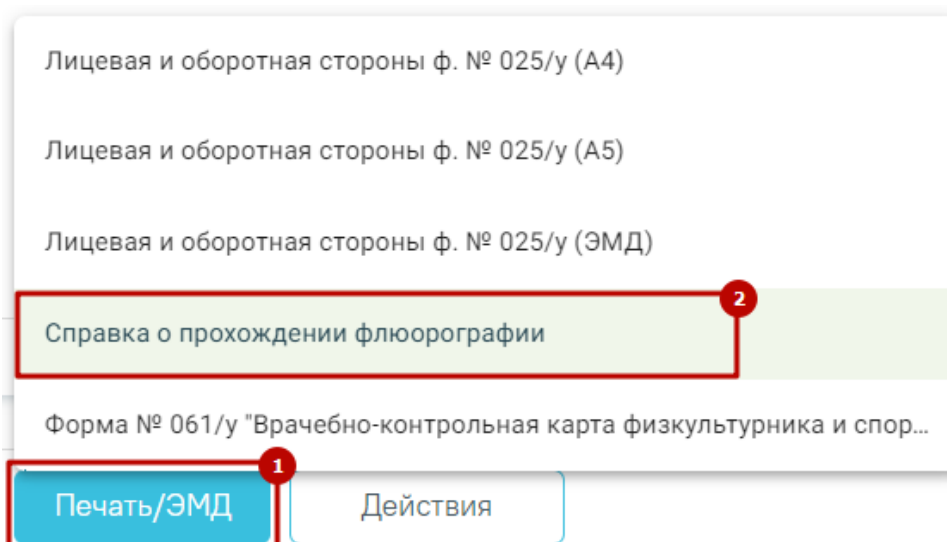 Лицевая и оборотная стороны ф. № 025/у (А4)
Лицевая и оборотная стороны ф. № 025/у (А5)
Лицевая и оборотная стороны ф. № 025/у (ЭМД)
2
Справка о прохождении флюорографии
Форма № 061/у "Врачебно-контрольная карта физкультурника и спор...
1
Печать/ЭМД
Действия